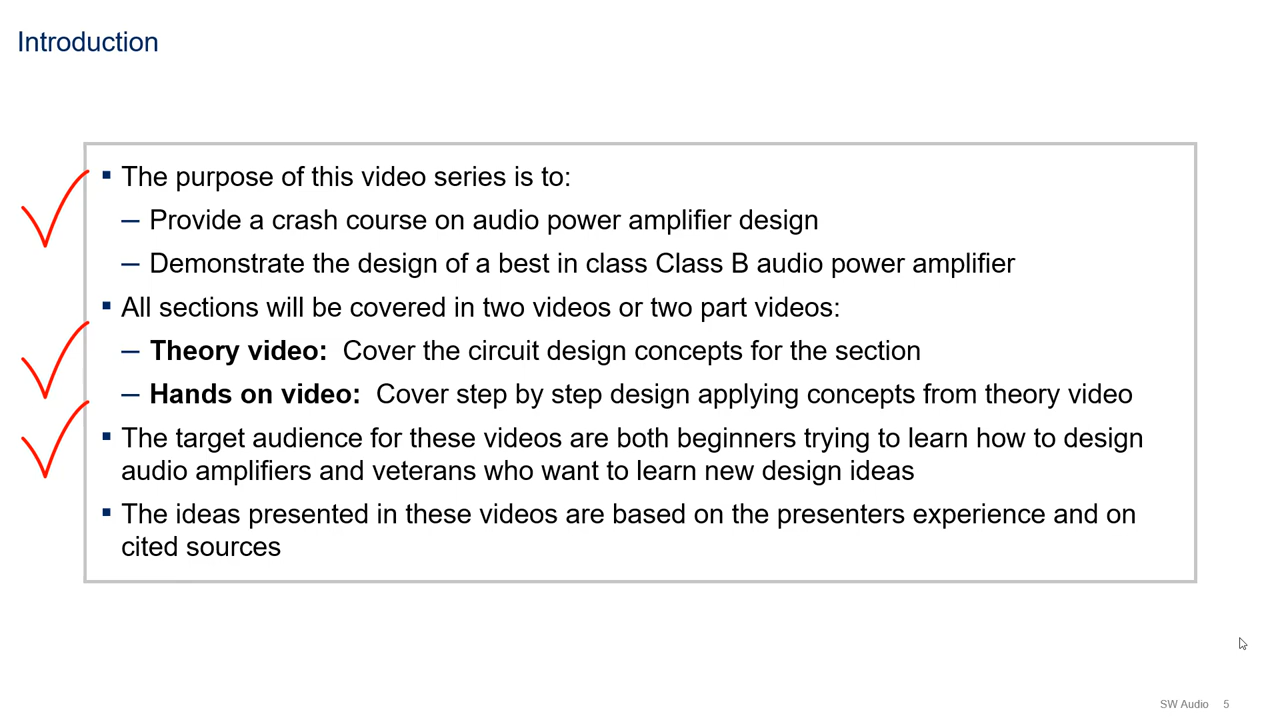 Introduction
▪ The purpose of this video series is to:
– Provide a crash course on audio power amplifier design
– Demonstrate the design of a best in class Class B audio power amplifier
▪ All sections will be covered in two videos or two part videos:
– Theory video:  Cover the circuit design concepts for the section
– Hands on video:  Cover step by step design applying concepts from theory video
▪ The target audience for these videos are both beginners trying to learn how to design
audio amplifiers and veterans who want to learn new design ideas
▪ The ideas presented in these videos are based on the presenters experience and on
cited sources
SW Audio 5